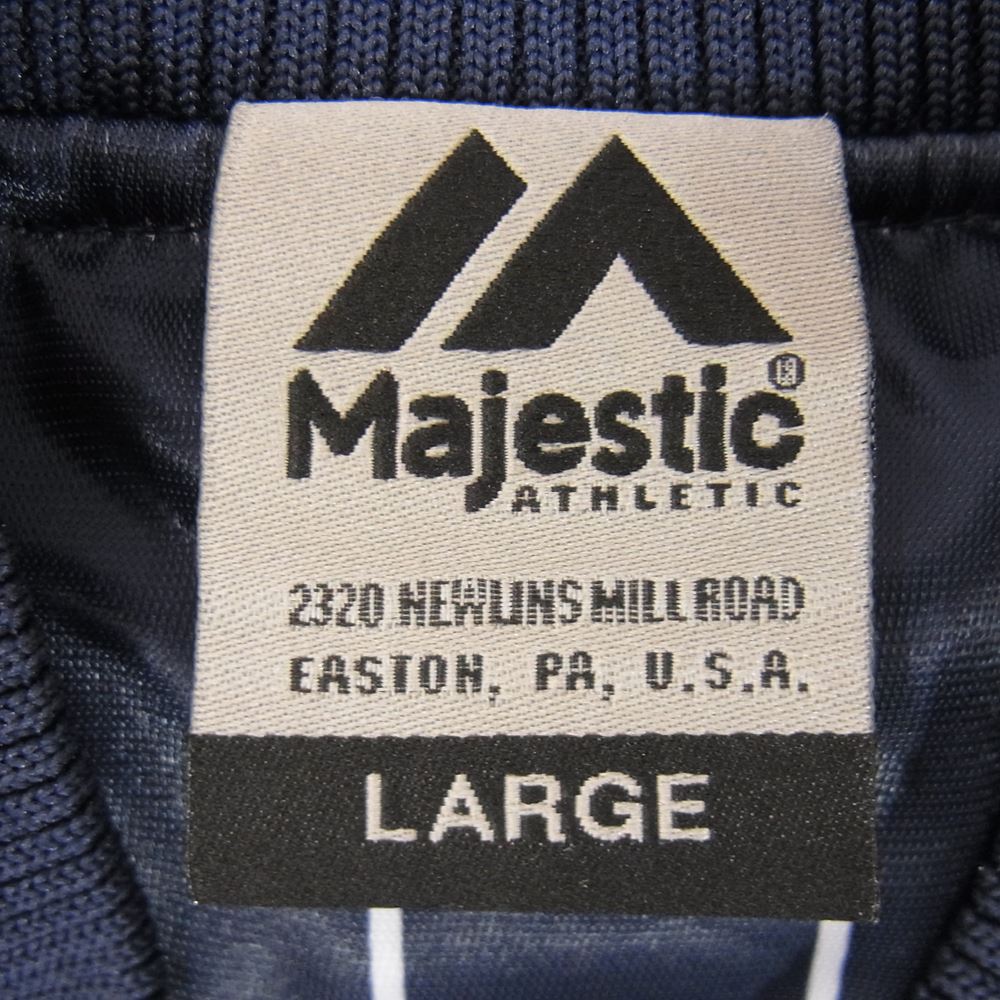 Majestic®
ATHLETIC
2320 NEWLINS MILL ROAD
EASTON, PA, U.S.A.
LARGE